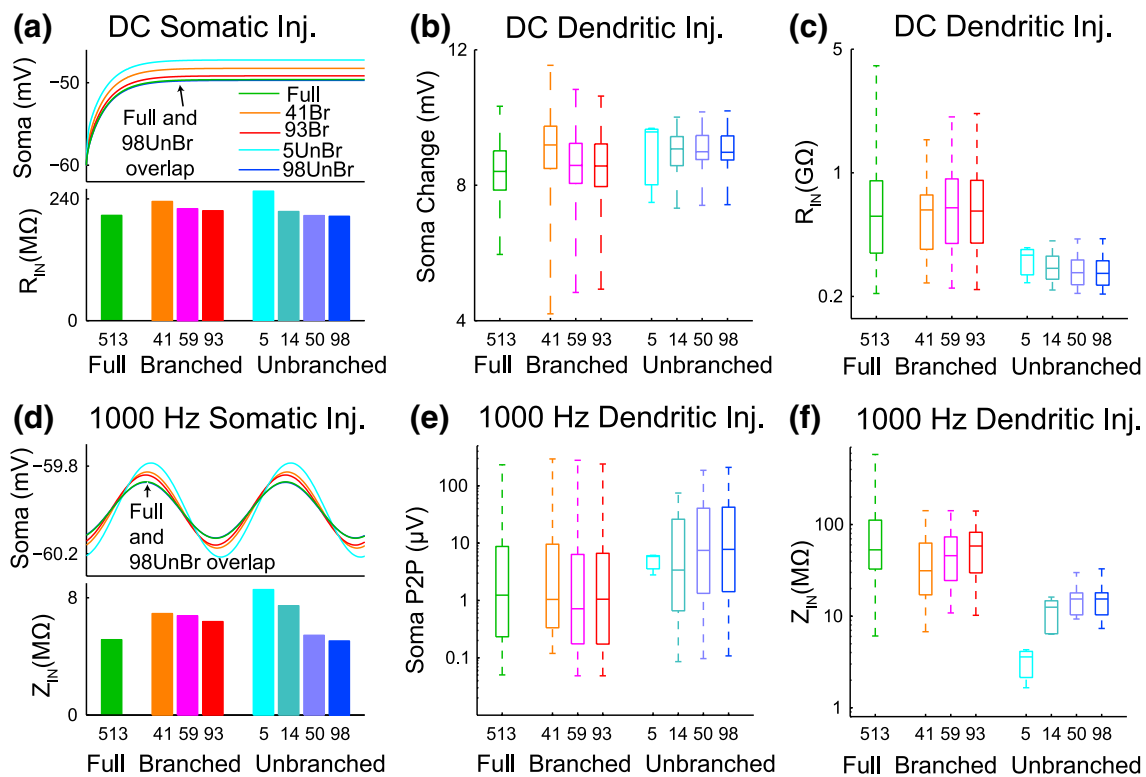 (a) DC Somatic Inj.
Soma (mV)
−50
−60
Full and
98UnBr
overlap
Full
41Br
93Br
5UnBr
98UnBr
R_IN(MΩ)
240
0
513 41 59 93 5 14 50 98
Full Branched Unbranched
(b) DC Dendritic Inj.
Soma Change (mV)
12
8
4
513 41 59 93 5 14 50 98
Full Branched Unbranched
(c) DC Dendritic Inj.
R_IN(GΩ)
5
1
0.2
513 41 59 93 5 14 50 98
Full Branched Unbranched
(d) 1000 Hz Somatic Inj.
Soma (mV)
−59.8
−60.2
Full
and
98UnBr overlap
Z_IN(MΩ)
8
0
513 41 59 93 5 14 50 98
Full Branched Unbranched
(e) 1000 Hz Dendritic Inj.
Soma P2P (µV)
100
10
1
0.1
513 41 59 93 5 14 50 98
Full Branched Unbranched
(f) 1000 Hz Dendritic Inj.
Z_IN(MΩ)
100
10
1
513 41 59 93 5 14 50 98
Full Branched Unbranched